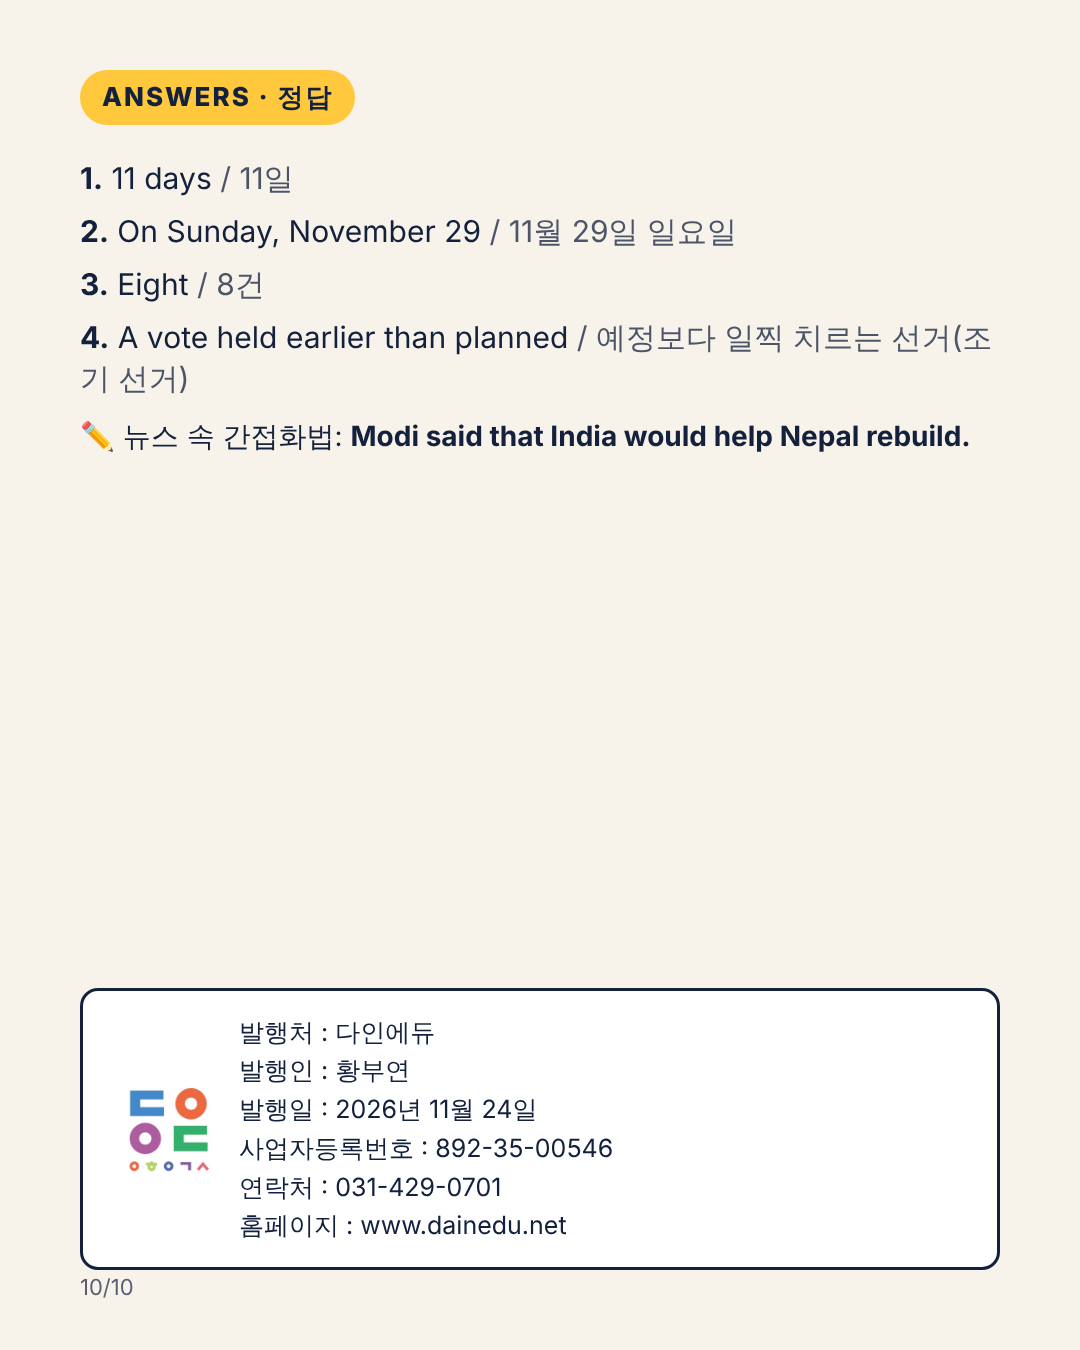 ANSWERS · 정답
1. 11 days / 11일
2. On Sunday, November 29 / 11월 29일 일요일
3. Eight / 8건
4. A vote held earlier than planned / 예정보다 일찍 치르는 선거(조
기 선거)
✏️ 뉴스 속 간접화법: Modi said that India would help Nepal rebuild.
발행처 : 다인에듀
발행인 : 황부연
발행일 : 2026년 11월 24일
사업자등록번호 : 892-35-00546
연락처 : 031-429-0701
홈페이지 : www.dainedu.net
10/10